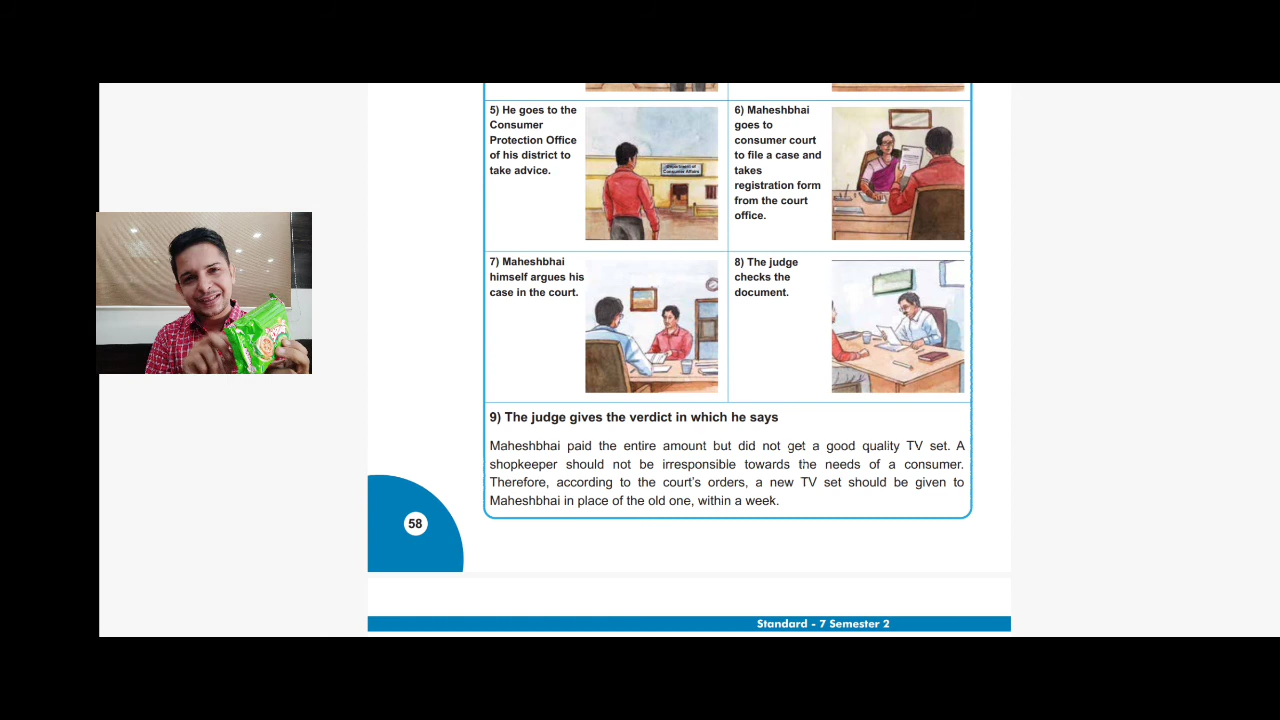 5) He goes to the
Consumer
Protection Office
of his district to
take advice.
Department of
Consumer Affairs
6) Maheshbhai
goes to
consumer court
to file a case and
takes
registration form
from the court
office.
7) Maheshbhai
himself argues his
case in the court.
8) The judge
checks the
document.
9) The judge gives the verdict in which he says
Maheshbhai paid the entire amount but did not get a good quality TV set. A
shopkeeper should not be irresponsible towards the needs of a consumer.
Therefore, according to the court's orders, a new TV set should be given to
Maheshbhai in place of the old one, within a week.
58
Standard - 7 Semester 2